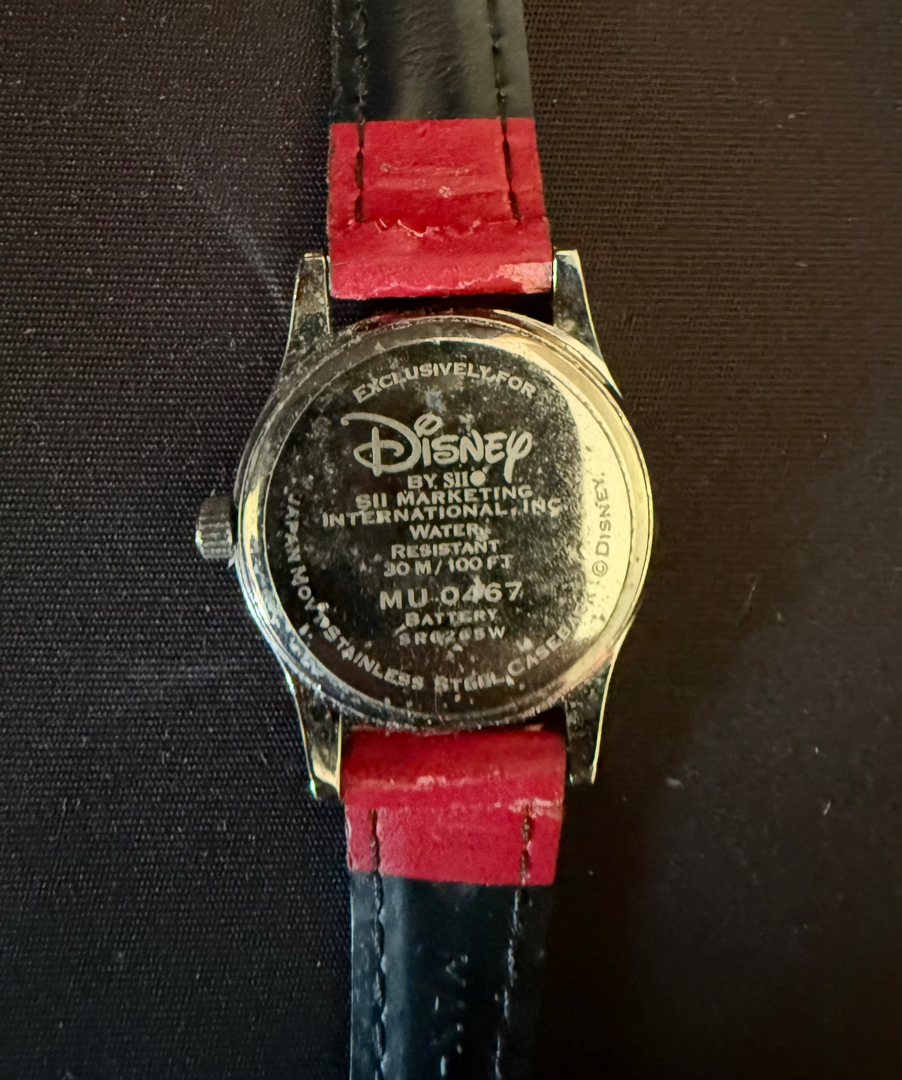 EXCLUSIVELY FOR
DISNEY
BY SII
SII MARKETING
INTERNATIONAL, INC
WATER
RESISTANT
30 M/100 FT
MU 0467
BATTERY
SR626SW
JAPAN MOV'T STAINLESS STEEL
© DISNEY